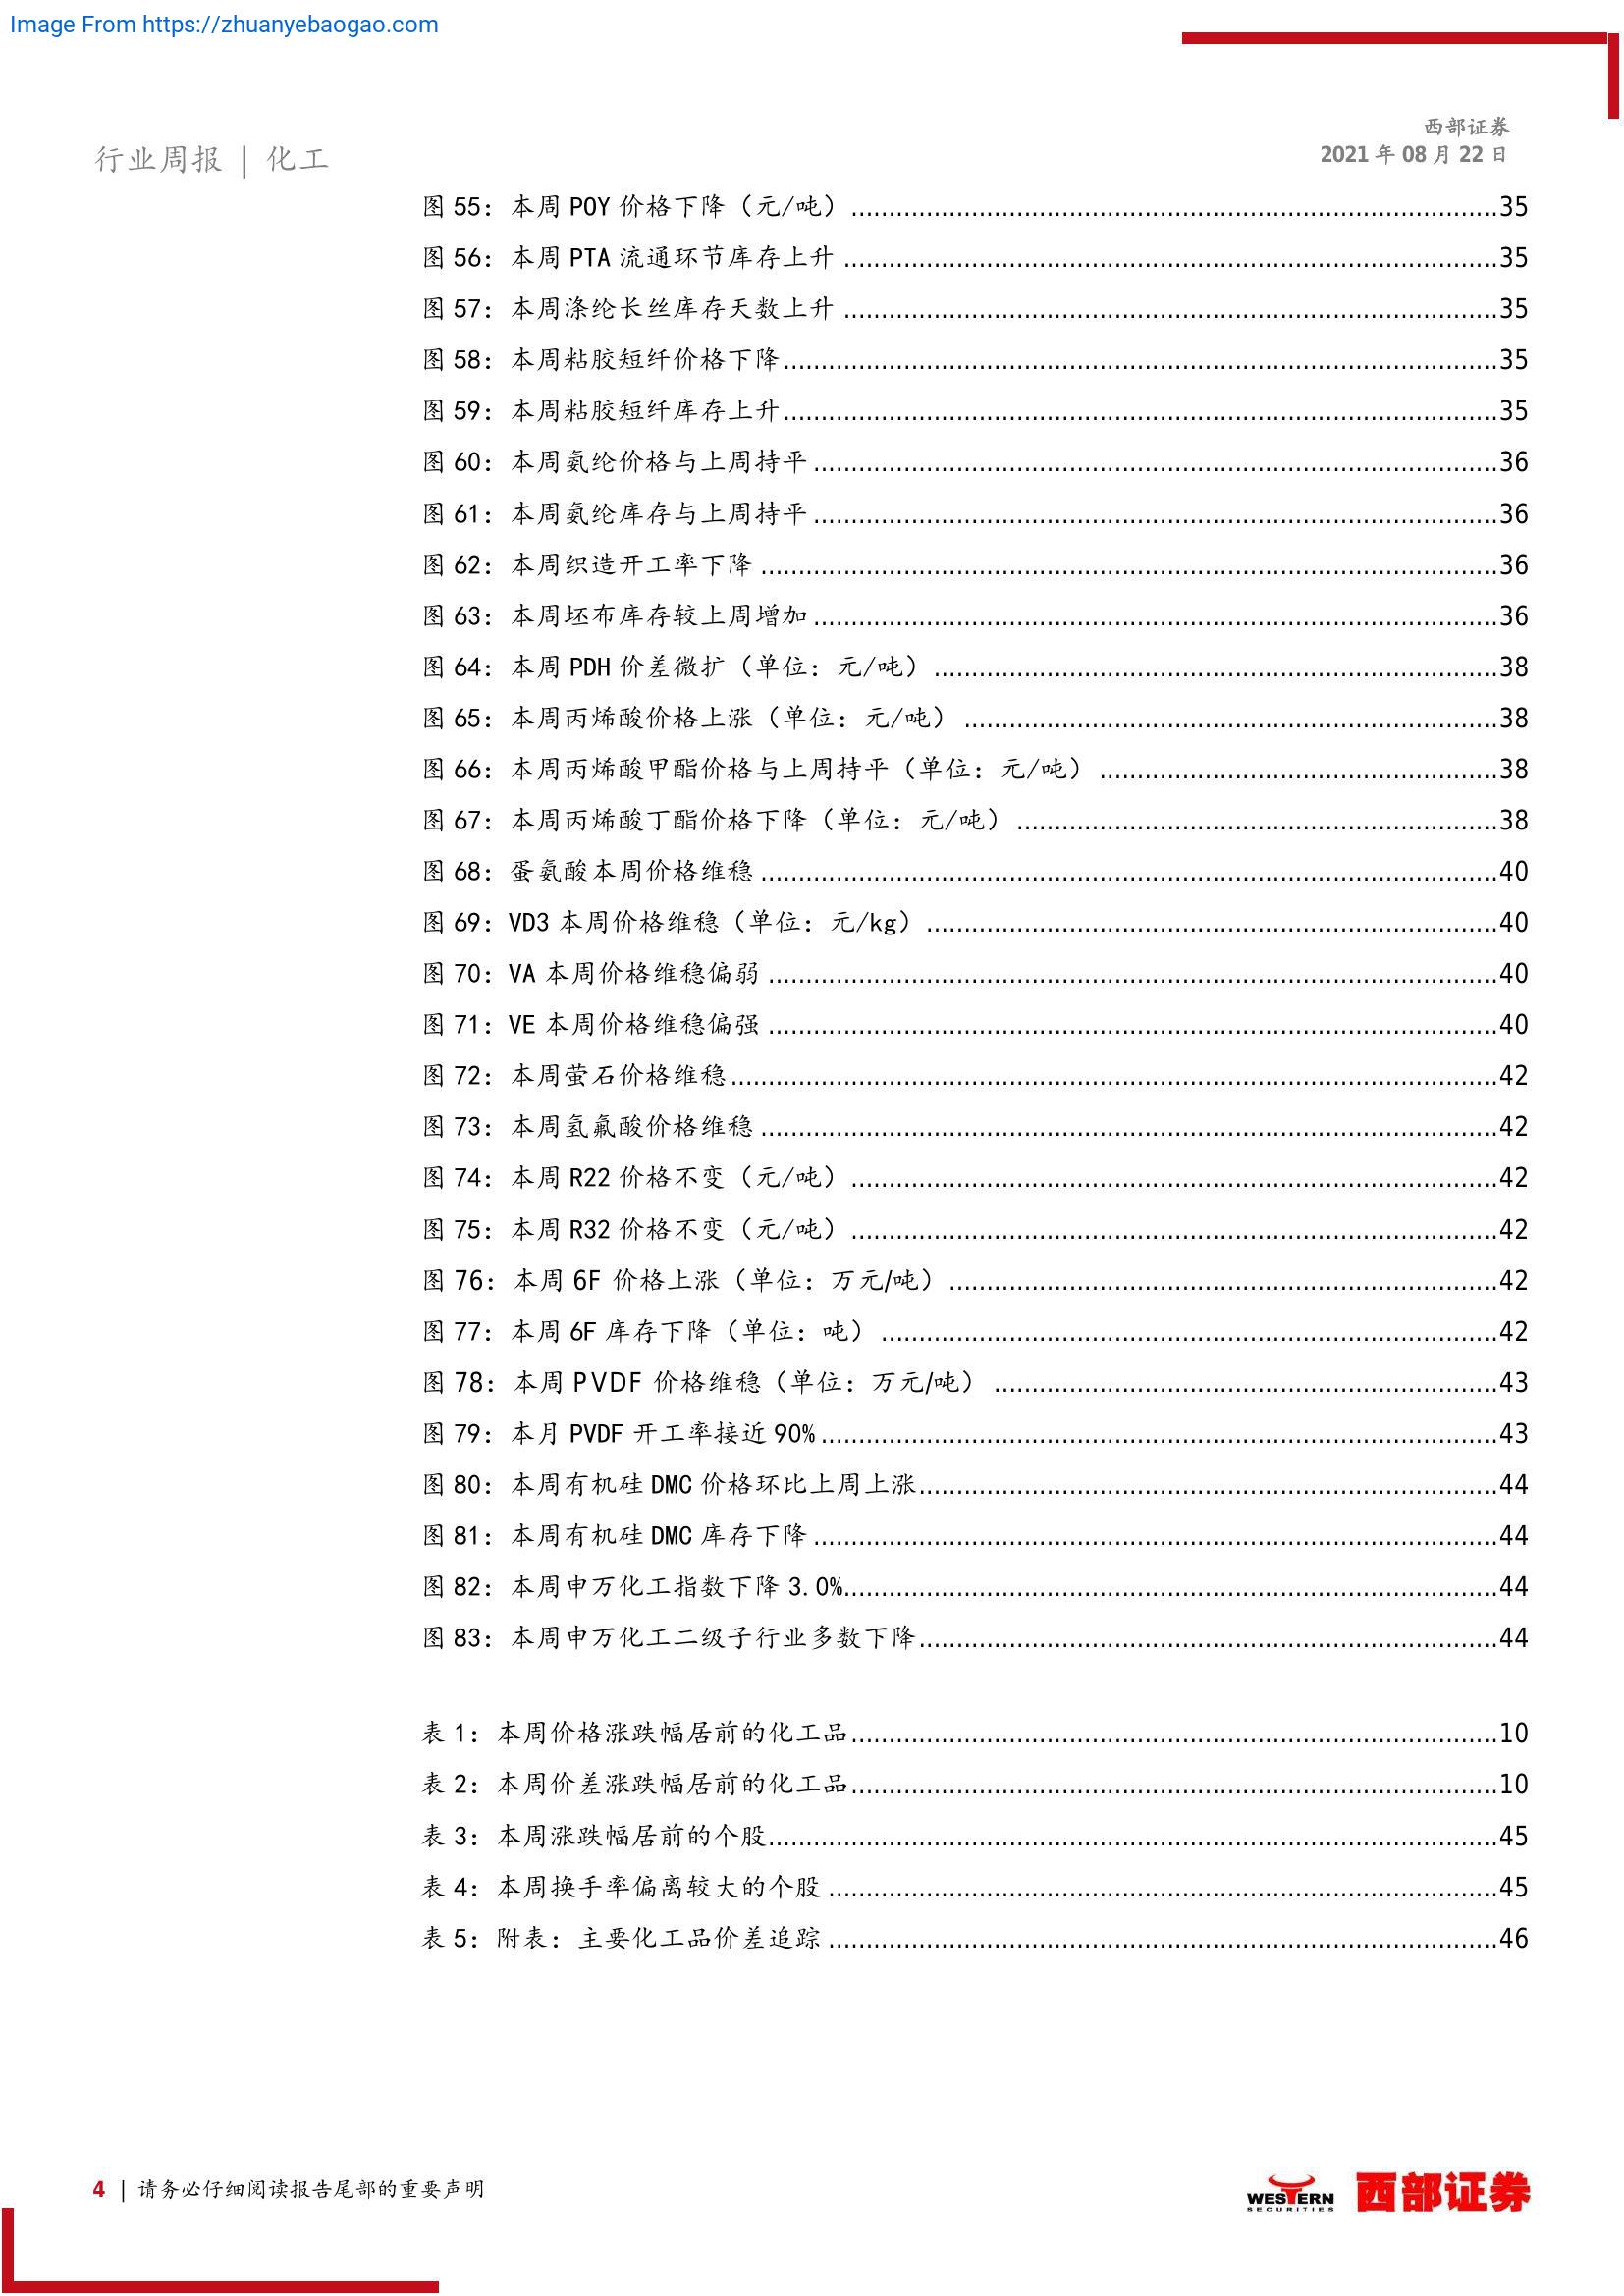 Image From https://zhuanyebaogao.com
西部证券
行业周报 | 化工
2021 年 08 月 22 日
图 55：本周 POY 价格下降（元/吨）....................35
图 56：本周 PTA 流通环节库存上升....................35
图 57：本周涤纶长丝库存天数上升....................35
图 58：本周粘胶短纤价格下降....................35
图 59：本周粘胶短纤库存上升....................35
图 60：本周氨纶价格与上周持平....................36
图 61：本周氨纶库存与上周持平....................36
图 62：本周织造开工率下降....................36
图 63：本周坯布库存较上周增加....................36
图 64：本周 PDH 价差微扩（单位：元/吨）....................38
图 65：本周丙烯酸价格上涨（单位：元/吨）....................38
图 66：本周丙烯酸甲酯价格与上周持平（单位：元/吨）....................38
图 67：本周丙烯酸丁酯价格下降（单位：元/吨）....................38
图 68：蛋氨酸本周价格维稳....................40
图 69：VD3 本周价格维稳（单位：元/kg）....................40
图 70：VA 本周价格维稳偏弱....................40
图 71：VE 本周价格维稳偏强....................40
图 72：本周萤石价格维稳....................42
图 73：本周氢氟酸价格维稳....................42
图 74：本周 R22 价格不变（元/吨）....................42
图 75：本周 R32 价格不变（元/吨）....................42
图 76：本周 6F 价格上涨（单位：万元/吨）....................42
图 77：本周 6F 库存下降（单位：吨）....................42
图 78：本周 PVDF 价格维稳（单位：万元/吨）....................43
图 79：本月 PVDF 开工率接近 90%....................43
图 80：本周有机硅 DMC 价格环比上周上涨....................44
图 81：本周有机硅 DMC 库存下降....................44
图 82：本周申万化工指数下降 3.0%....................44
图 83：本周申万化工二级子行业多数下降....................44
表 1：本周价格涨跌幅居前的化工品....................10
表 2：本周价差涨跌幅居前的化工品....................10
表 3：本周涨跌幅居前的个股....................45
表 4：本周换手率偏离较大的个股....................45
表 5：附表：主要化工品价差追踪....................46
4 | 请务必仔细阅读报告尾部的重要声明
WESTERN
SECURITIES
西部证券